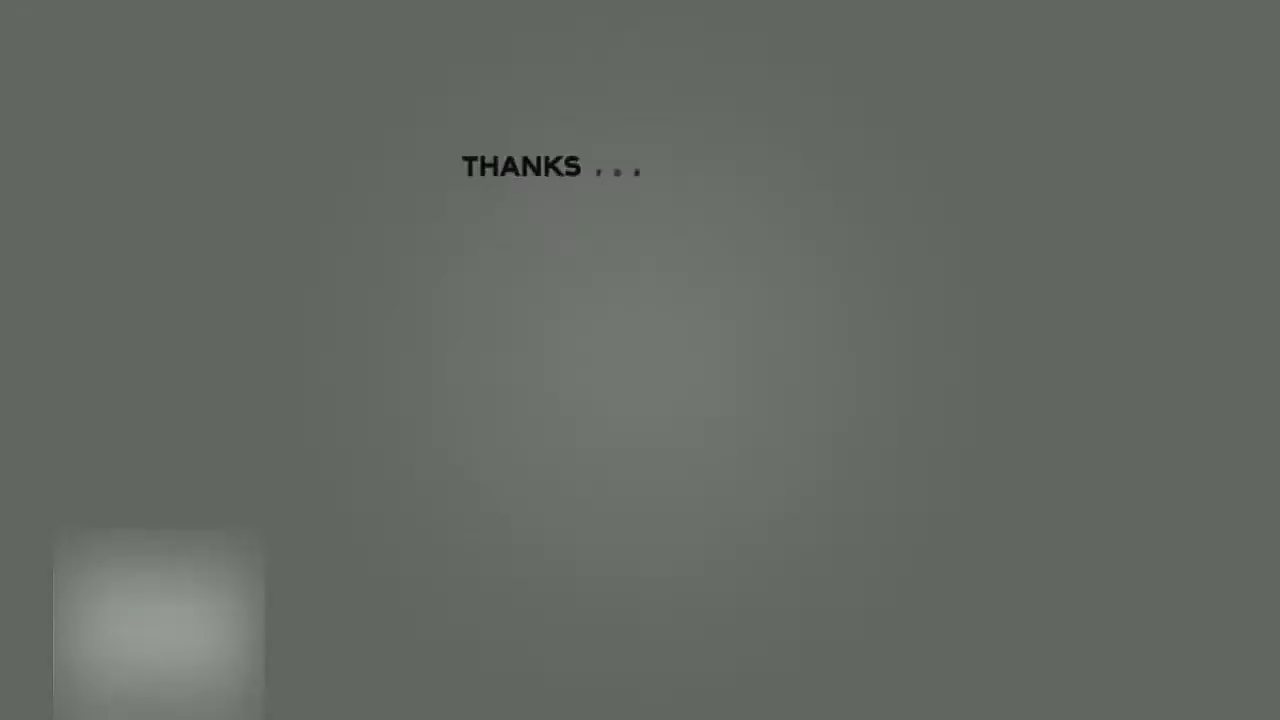 THANKS . . .